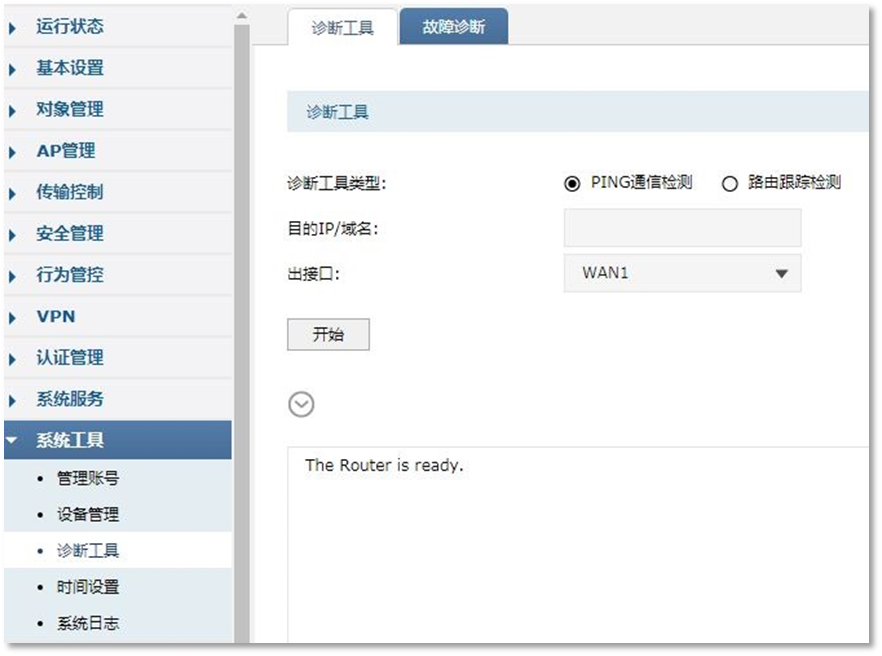 运行状态
基本设置
对象管理
AP管理
传输控制
安全管理
行为管控
VPN
认证管理
系统服务
系统工具
管理账号
设备管理
诊断工具
时间设置
系统日志
诊断工具 故障诊断
诊断工具
诊断工具类型: PING通信检测 路由跟踪检测
目的IP/域名:
出接口: WAN1
开始
The Router is ready.